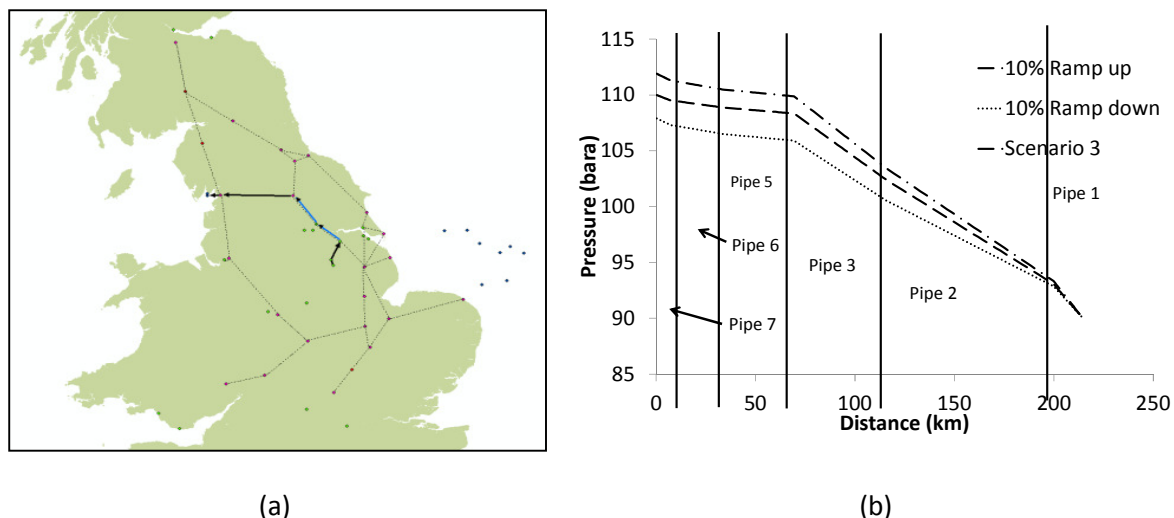 115
110
105
100
95
90
85
Pressure (bara)
10% Ramp up
10% Ramp down
Scenario 3
Pipe 5
Pipe 1
Pipe 6
Pipe 3
Pipe 2
Pipe 7
0 50 100 150 200 250
Distance (km)
(a) (b)